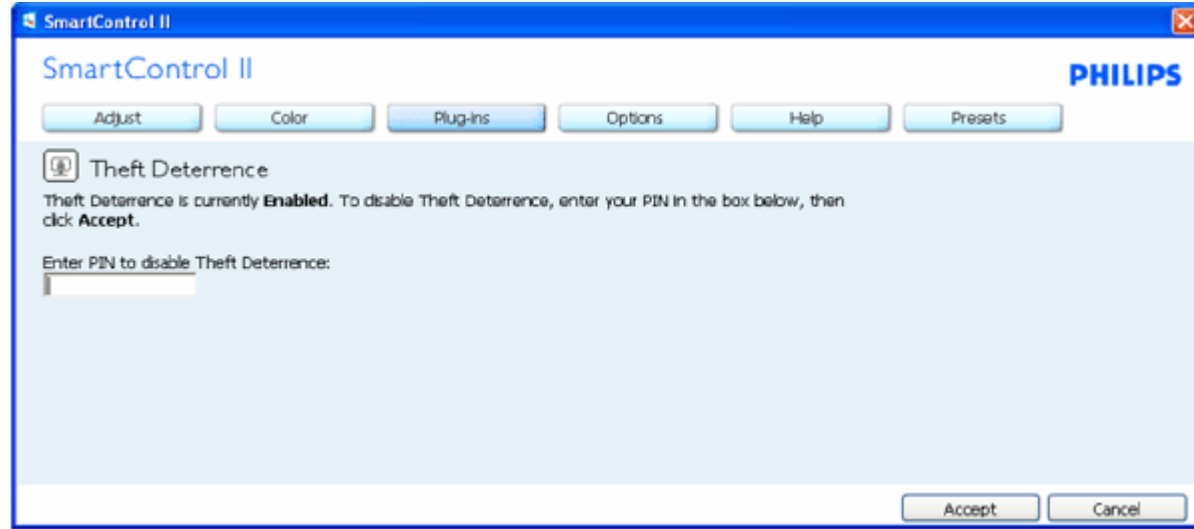 SmartControl II
SmartControl II
PHILIPS
Adjust Color Plug-ins Options Help Presets
Theft Deterrence
Theft Deterrence is currently Enabled. To disable Theft Deterrence, enter your PIN in the box below, then
click Accept.
Enter PIN to disable Theft Deterrence:
Accept Cancel